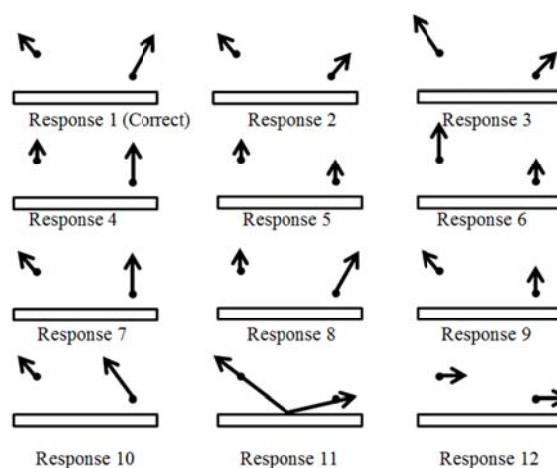 Response 1 (Correct)
Response 2
Response 3
Response 4
Response 5
Response 6
Response 7
Response 8
Response 9
Response 10
Response 11
Response 12